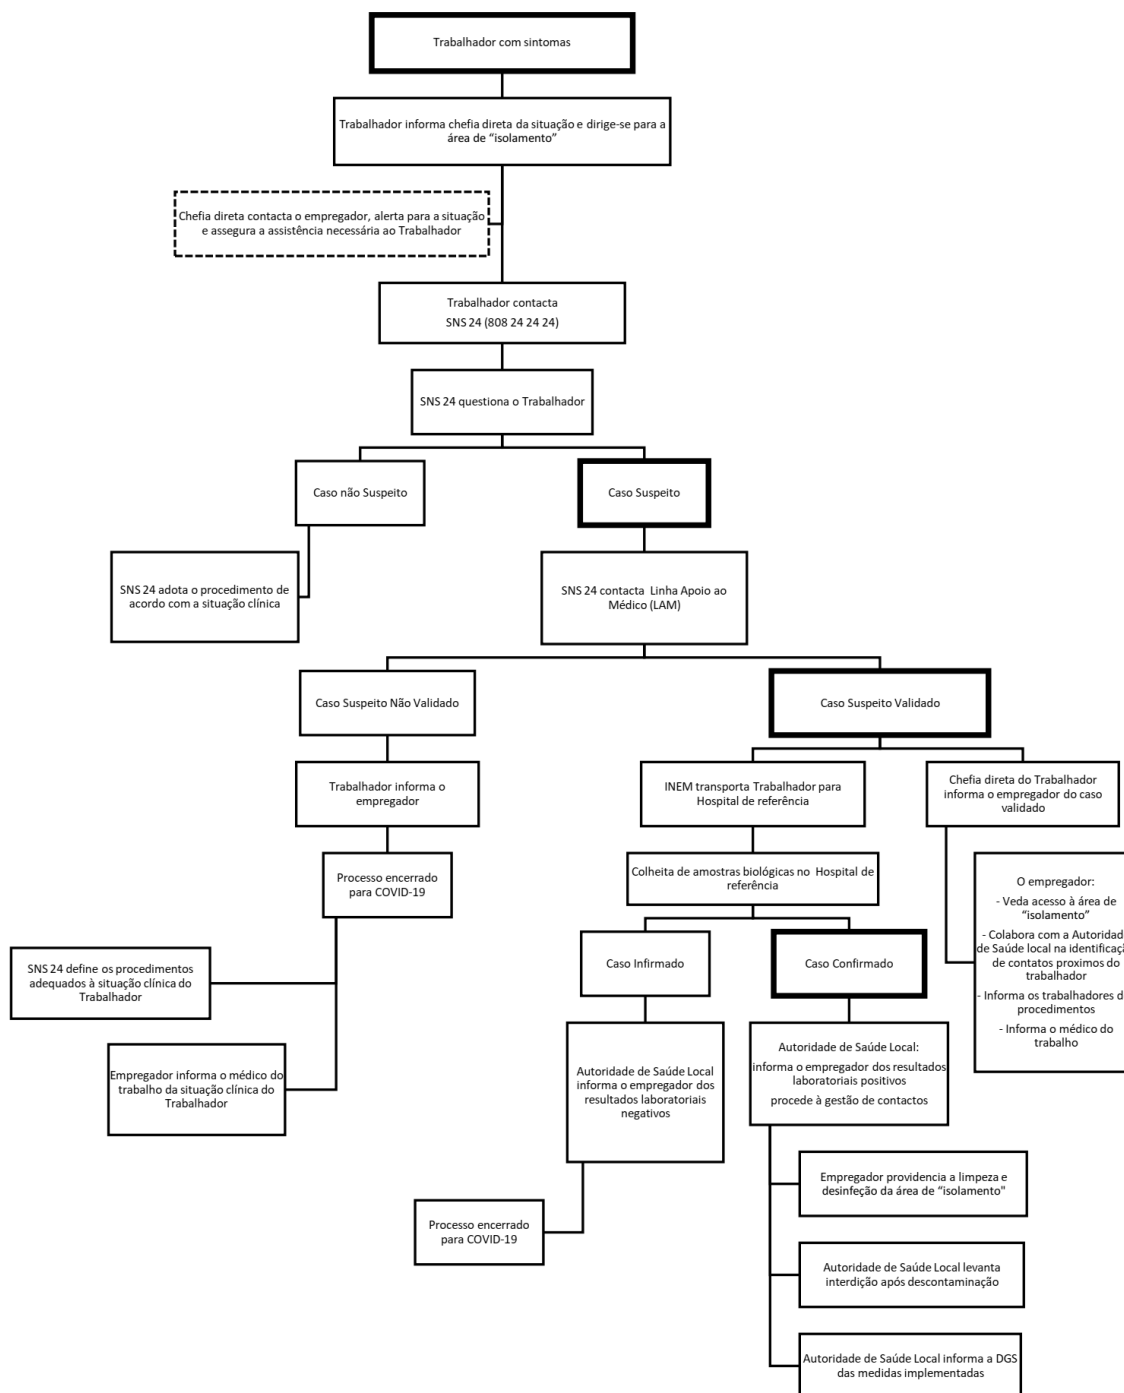 Trabalhador com sintomas
Trabalhador informa chefia direta da situação e dirige-se para a
área de “isolamento”
Chefia direta contacta o empregador, alerta para a situação
e assegura a assistência necessária ao Trabalhador
Trabalhador contacta
SNS 24 (808 24 24 24)
SNS 24 questiona o Trabalhador
Caso não Suspeito
Caso Suspeito
SNS 24 adota o procedimento de
acordo com a situação clínica
SNS 24 contacta Linha Apoio ao
Médico (LAM)
Caso Suspeito Não Validado
Caso Suspeito Validado
Trabalhador informa o
empregador
INEM transporta Trabalhador para
Hospital de referência
Chefia direta do Trabalhador
informa o empregador do caso
validado
Processo encerrado
para COVID-19
Colheita de amostras biológicas no Hospital de
referência
O empregador:
- Veda acesso à área de
“isolamento”
- Colabora com a Autoridade
de Saúde local na identificaçã
de contatos proximos do
trabalhador
- Informa os trabalhadores d
procedimentos
- Informa o médico do
trabalho
SNS 24 define os procedimentos
adequados à situação clínica do
Trabalhador
Caso Infirmado
Caso Confirmado
Empregador informa o médico do
trabalho da situação clínica do
Trabalhador
Autoridade de Saúde Local
informa o empregador dos
resultados laboratoriais
negativos
Autoridade de Saúde Local:
informa o empregador dos resultados
laboratoriais positivos
procede à gestão de contactos
Processo encerrado
para COVID-19
Empregador providencia a limpeza e
desinfeção da área de “isolamento"
Autoridade de Saúde Local levanta
interdição após descontaminação
Autoridade de Saúde Local informa a DGS
das medidas implementadas